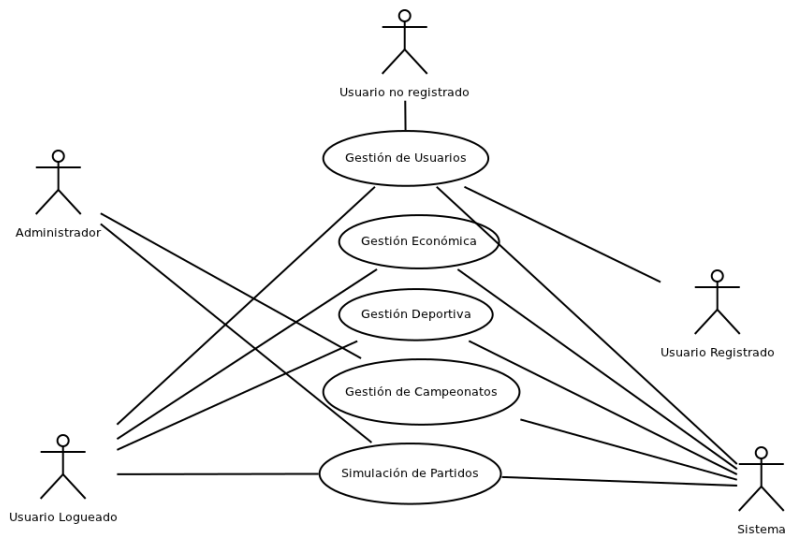 Usuario no registrado
Gestión de Usuarios
Administrador
Gestión Económica
Gestión Deportiva
Usuario Registrado
Gestión de Campeonatos
Simulación de Partidos
Usuario Logueado
Sistema